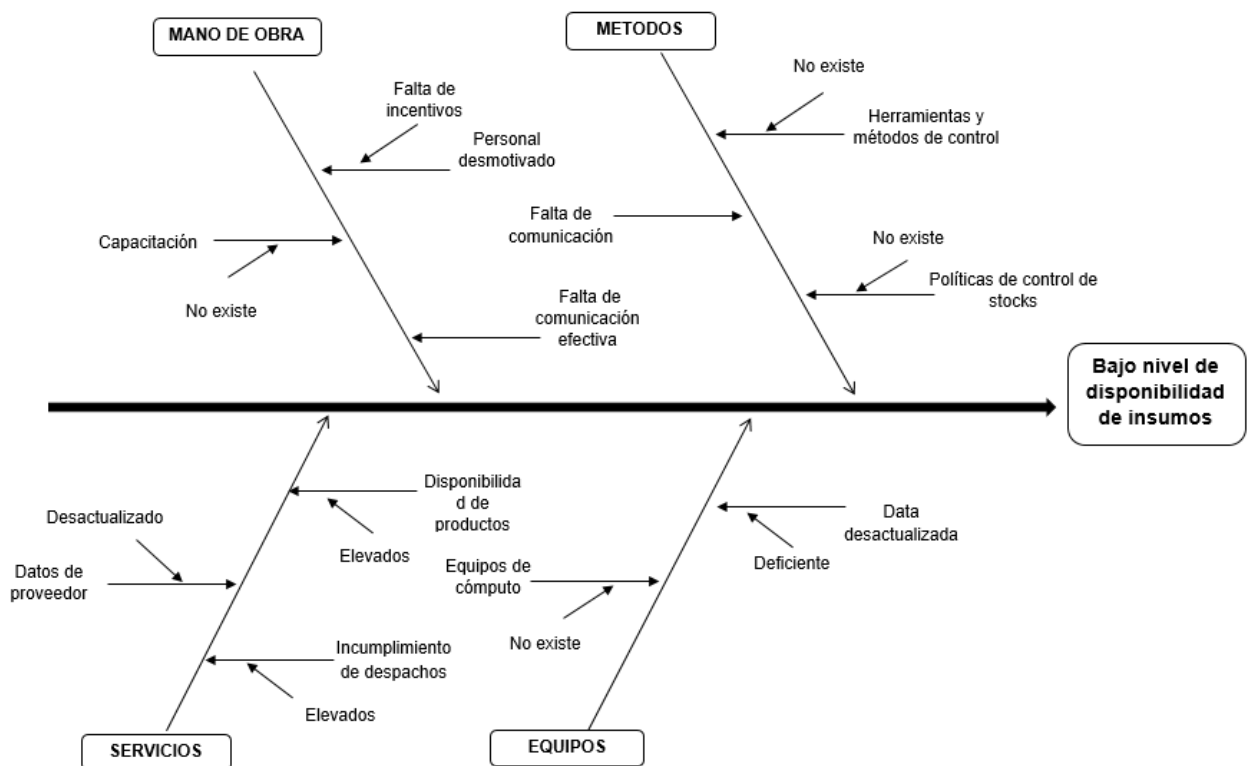 MANO DE OBRA
METODOS
No existe
Falta de
incentivos
Herramientas y
métodos de control
Personal
desmotivado
Falta de
comunicación
Capacitación
No existe
Políticas de control de
stocks
No existe
Falta de
comunicación
efectiva
Bajo nivel de
disponibilidad
de insumos
Disponibilida
d de
productos
Desactualizado
Data
desactualizada
Elevados
Deficiente
Datos de
proveedor
Equipos de
cómputo
No existe
Incumplimiento
de despachos
Elevados
SERVICIOS
EQUIPOS